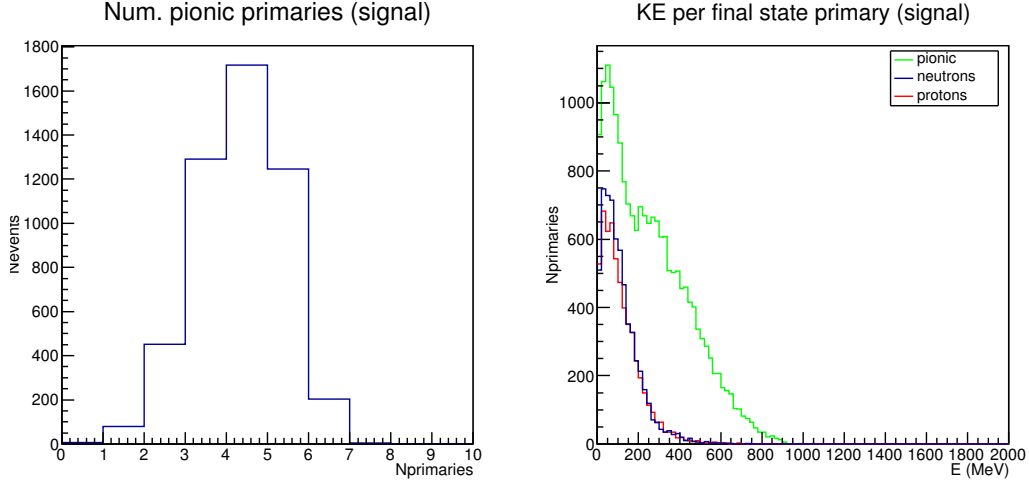 Num. pionic primaries (signal)
Nevents
1800
1600
1400
1200
1000
800
600
400
200
0
0 1 2 3 4 5 6 7 8 9 10
Nprimaries
KE per final state primary (signal)
Nprimaries
pionic
neutrons
protons
1000
800
600
400
200
0
0 200 400 600 800 1000 1200 1400 1600 1800 2000
E (MeV)